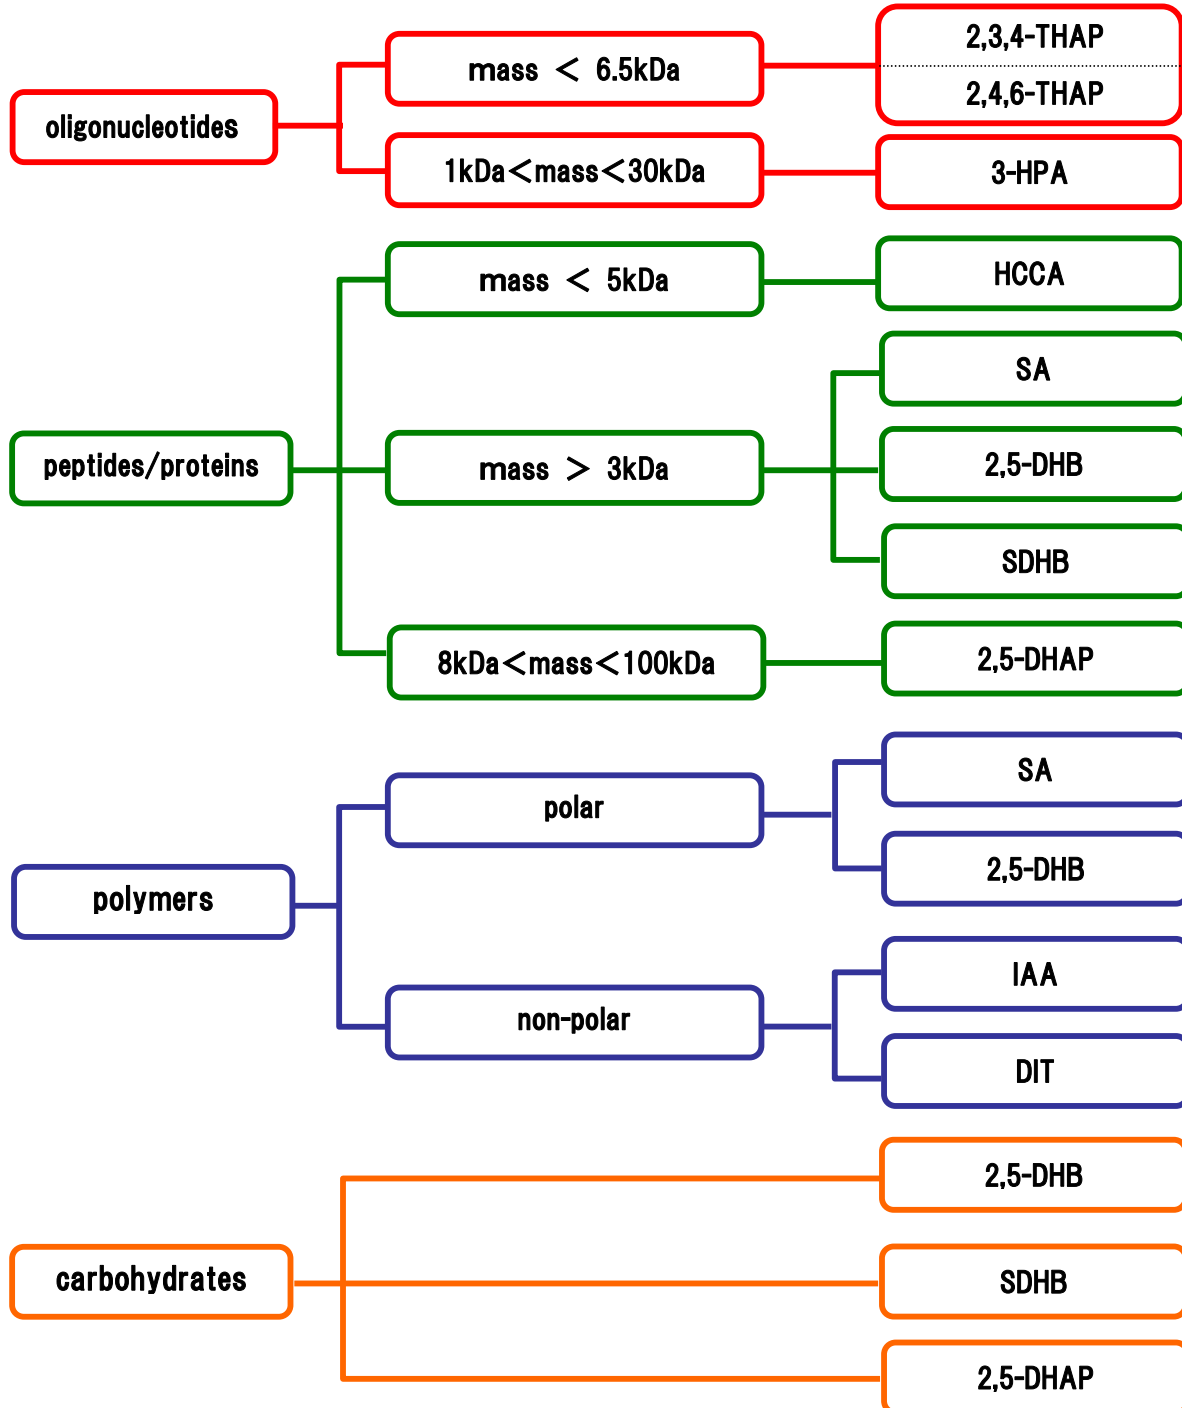 oligonucleotides
mass < 6.5kDa
2,3,4-THAP
2,4,6-THAP
1kDa<mass<30kDa
3-HPA
peptides/proteins
mass < 5kDa
HCCA
mass > 3kDa
SA
2,5-DHB
SDHB
8kDa<mass<100kDa
2,5-DHAP
polymers
polar
SA
2,5-DHB
non-polar
IAA
DIT
carbohydrates
2,5-DHB
SDHB
2,5-DHAP